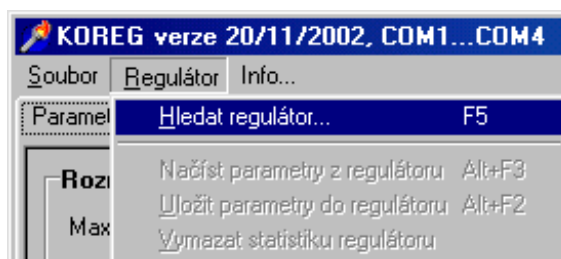 KOREG verze 20/11/2002, COM1...COM4
Soubor Regulátor Info...
Paramet
Hledat regulátor... F5
Načíst parametry z regulátoru Alt+F3
Rozr
Uložit parametry do regulátoru Alt+F2
Max
Vymazat statistiku regulátoru